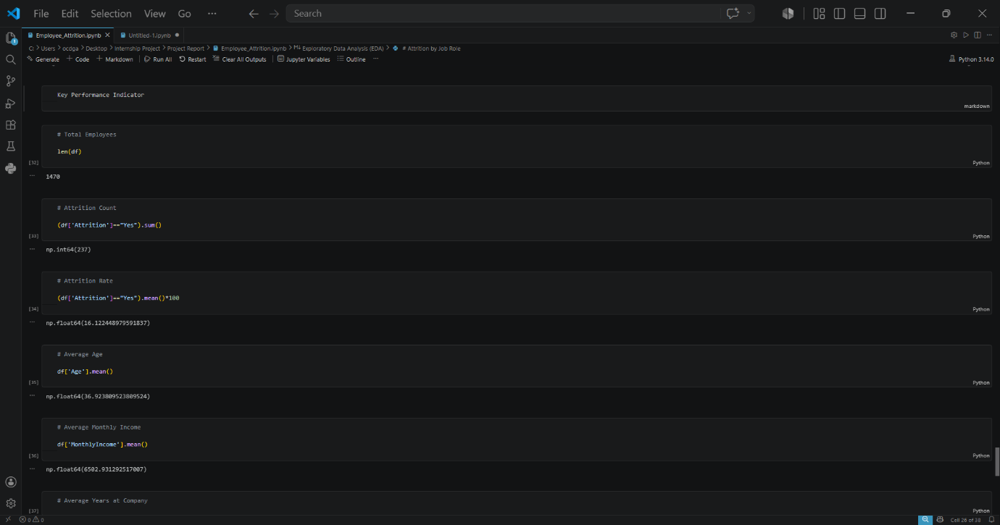 File Edit Selection View Go ... Search
Employee_Attrition.ipynb Untitled-1.ipynb
C: > Users > ocdga > Desktop > Internship Project > Project Report > Employee_Attrition.ipynb > M↓ Exploratory Data Analysis (EDA) > # Attrition by Job Role
Generate + Code + Markdown Run All Restart Clear All Outputs Jupyter Variables Outline ... Python 3.14.0
1
Key Performance Indicator
markdown
# Total Employees
len(df)
[32] Python
... 1470
# Attrition Count
(df['Attrition']=="Yes").sum()
[33] Python
... np.int64(237)
# Attrition Rate
(df['Attrition']=="Yes").mean()*100
[34] Python
... np.float64(16.122448979591837)
# Average Age
df['Age'].mean()
[35] Python
... np.float64(36.923809523809524)
# Average Monthly Income
df['MonthlyIncome'].mean()
[36] Python
... np.float64(6502.931292517007)
# Average Years at Company
[37] Python
0 0 Cell 26 of 38